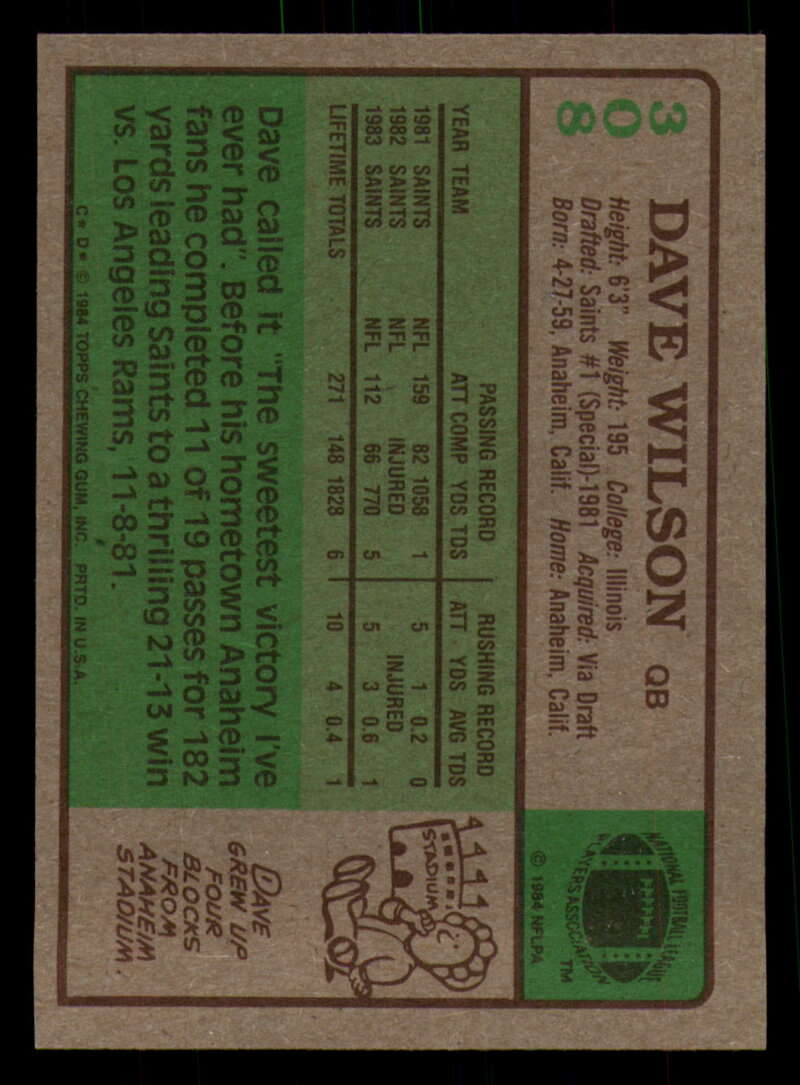 308
DAVE WILSON QB
Height: 6'3" Weight: 195 College: Illinois
Drafted: Saints #1 (Special)-1981 Acquired: Via Draft
Born: 4-27-59, Anaheim, Calif. Home: Anaheim, Calif.
NATIONAL FOOTBALL LEAGUE
PLAYERS ASSOCIATION
TM
© 1984 NFLPA
PASSING RECORD RUSHING RECORD
YEAR TEAM ATT COMP YDS TDS ATT YDS AVG TDS
1981 SAINTS NFL 159 82 1058 1 5 1 0.2 0
1982 SAINTS NFL INJURED INJURED
1983 SAINTS NFL 112 66 770 5 5 3 0.6 1
LIFETIME TOTALS 271 148 1828 6 10 4 0.4 1
Dave called it "The sweetest victory I've
ever had". Before his hometown Anaheim
fans he completed 11 of 19 passes for 182
yards leading Saints to a thrilling 21-13 win
vs. Los Angeles Rams, 11-8-81.
C* D* © 1984 TOPPS CHEWING GUM, INC. PRTD. IN U.S.A.
STADIUM
DAVE
GREW UP
FOUR
BLOCKS
FROM
ANAHEIM
STADIUM.